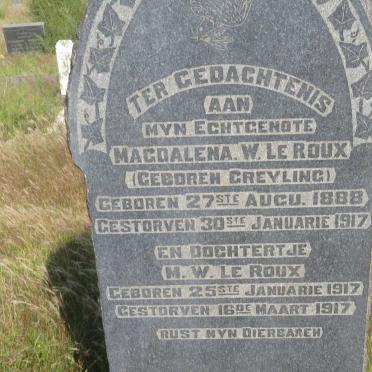 TER GEDACHTENIS
AAN
MYN ECHTGENOTE
MAGDALENA. W. LE ROUX
(GEBOREN GREYLING)
GEBOREN 27STE AUGU. 1888
GESTORVEN 30STE JANUARIE 1917
EN DOCHTERTJE
M. W. LE ROUX
GEBOREN 25STE JANUARIE 1917
GESTORVEN 16DE MAART 1917
RUST MYN DIERBAREN